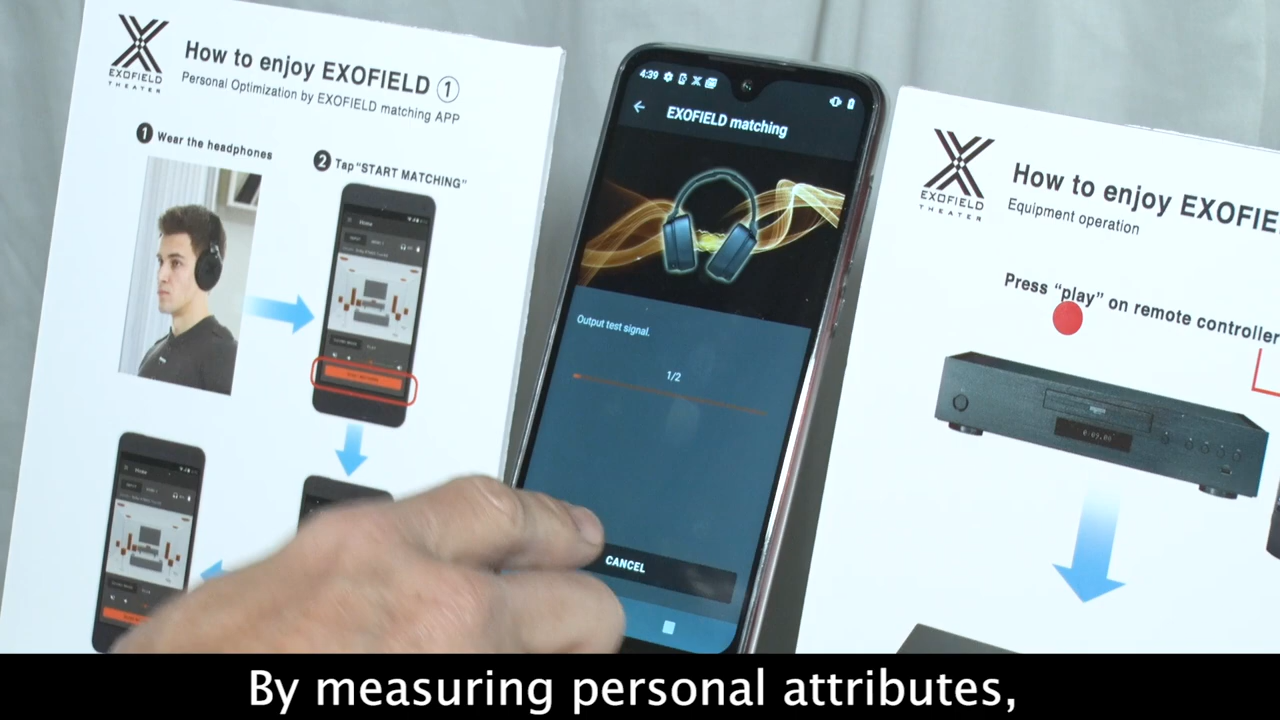 EXOFIELD
THEATER
How to enjoy EXOFIELD ①
Personal Optimization by EXOFIELD matching APP
1 Wear the headphones
2 Tap "START MATCHING"
4:39
EXOFIELD matching
Output test signal.
1/2
CANCEL
EXOFIELD
THEATER
How to enjoy EXOFIE
Equipment operation
Press "play" on remote controller
By measuring personal attributes,